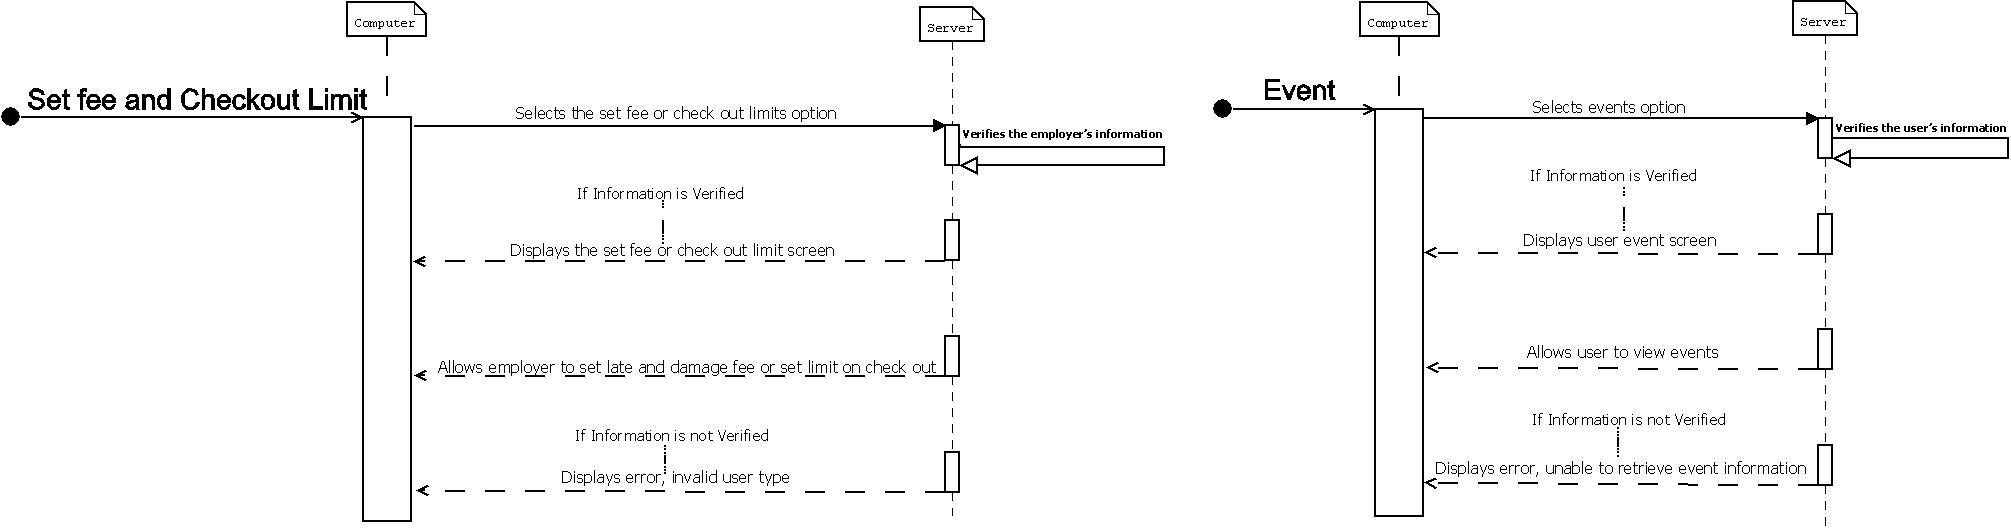 Computer
Server
Set fee and Checkout Limit
Selects the set fee or check out limits option
Verifies the employer's information
If Information is Verified
Displays the set fee or check out limit screen
Allows employer to set late and damage fee or set limit on check out
If Information is not Verified
Displays error, invalid user type
Computer
Server
Event
Selects events option
Verifies the user's information
If Information is Verified
Displays user event screen
Allows user to view events
If Information is not Verified
Displays error, unable to retrieve event information